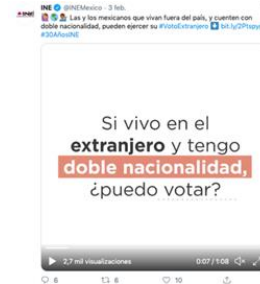 INE @INEMexico · 3 feb.
Las y los mexicanos que vivan fuera del país, y cuenten con
doble nacionalidad, pueden ejercer su #VotoExtranjero
#30AñosINE
Si vivo en el
extranjero y tengo
doble nacionalidad,
¿puedo votar?
2,7 mil visualizaciones
0:07 / 1:08
6 6 10